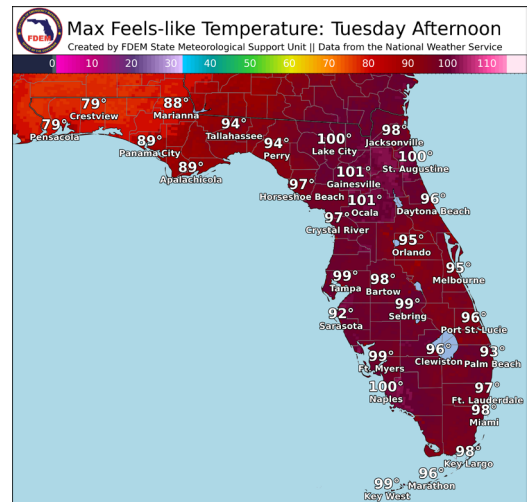 FDEM
Max Feels-like Temperature: Tuesday Afternoon
Created by FDEM State Meteorological Support Unit || Data from the National Weather Service
0 10 20 30 40 50 60 70 80 90 100 110
79°
Crestview
88°
Marianna
79°
Pensacola
94°
Tallahassee
98°
Jacksonville
89°
Panama City
94°
Perry
100°
Lake City
100°
St. Augustine
89°
Apalachicola
101°
Gainesville
97°
Horseshoe Beach
101°
Ocala
96°
Daytona Beach
97°
Crystal River
95°
Orlando
95°
Melbourne
99°
Tampa
98°
Bartow
99°
Sebring
92°
Sarasota
96°
Port St. Lucie
99°
Ft. Myers
96°
Clewiston
93°
Palm Beach
100°
Naples
97°
Ft. Lauderdale
98°
Miami
98°
Key Largo
96°
Marathon
99°
Key West